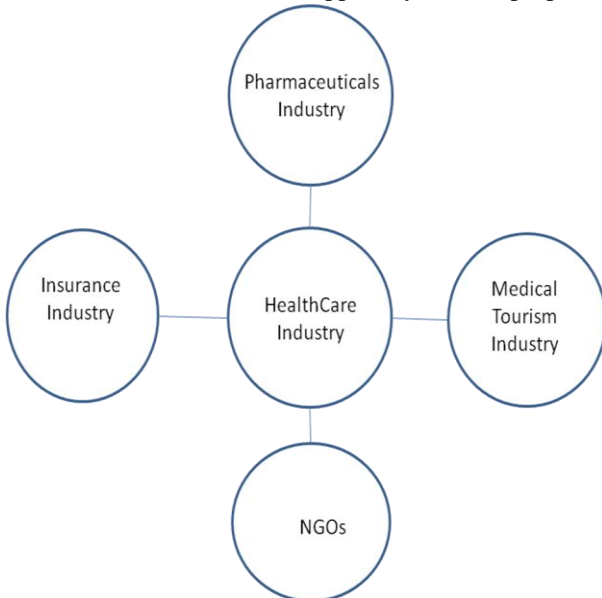 Pharmaceuticals
Industry
Insurance
Industry
HealthCare
Industry
Medical
Tourism
Industry
NGOs